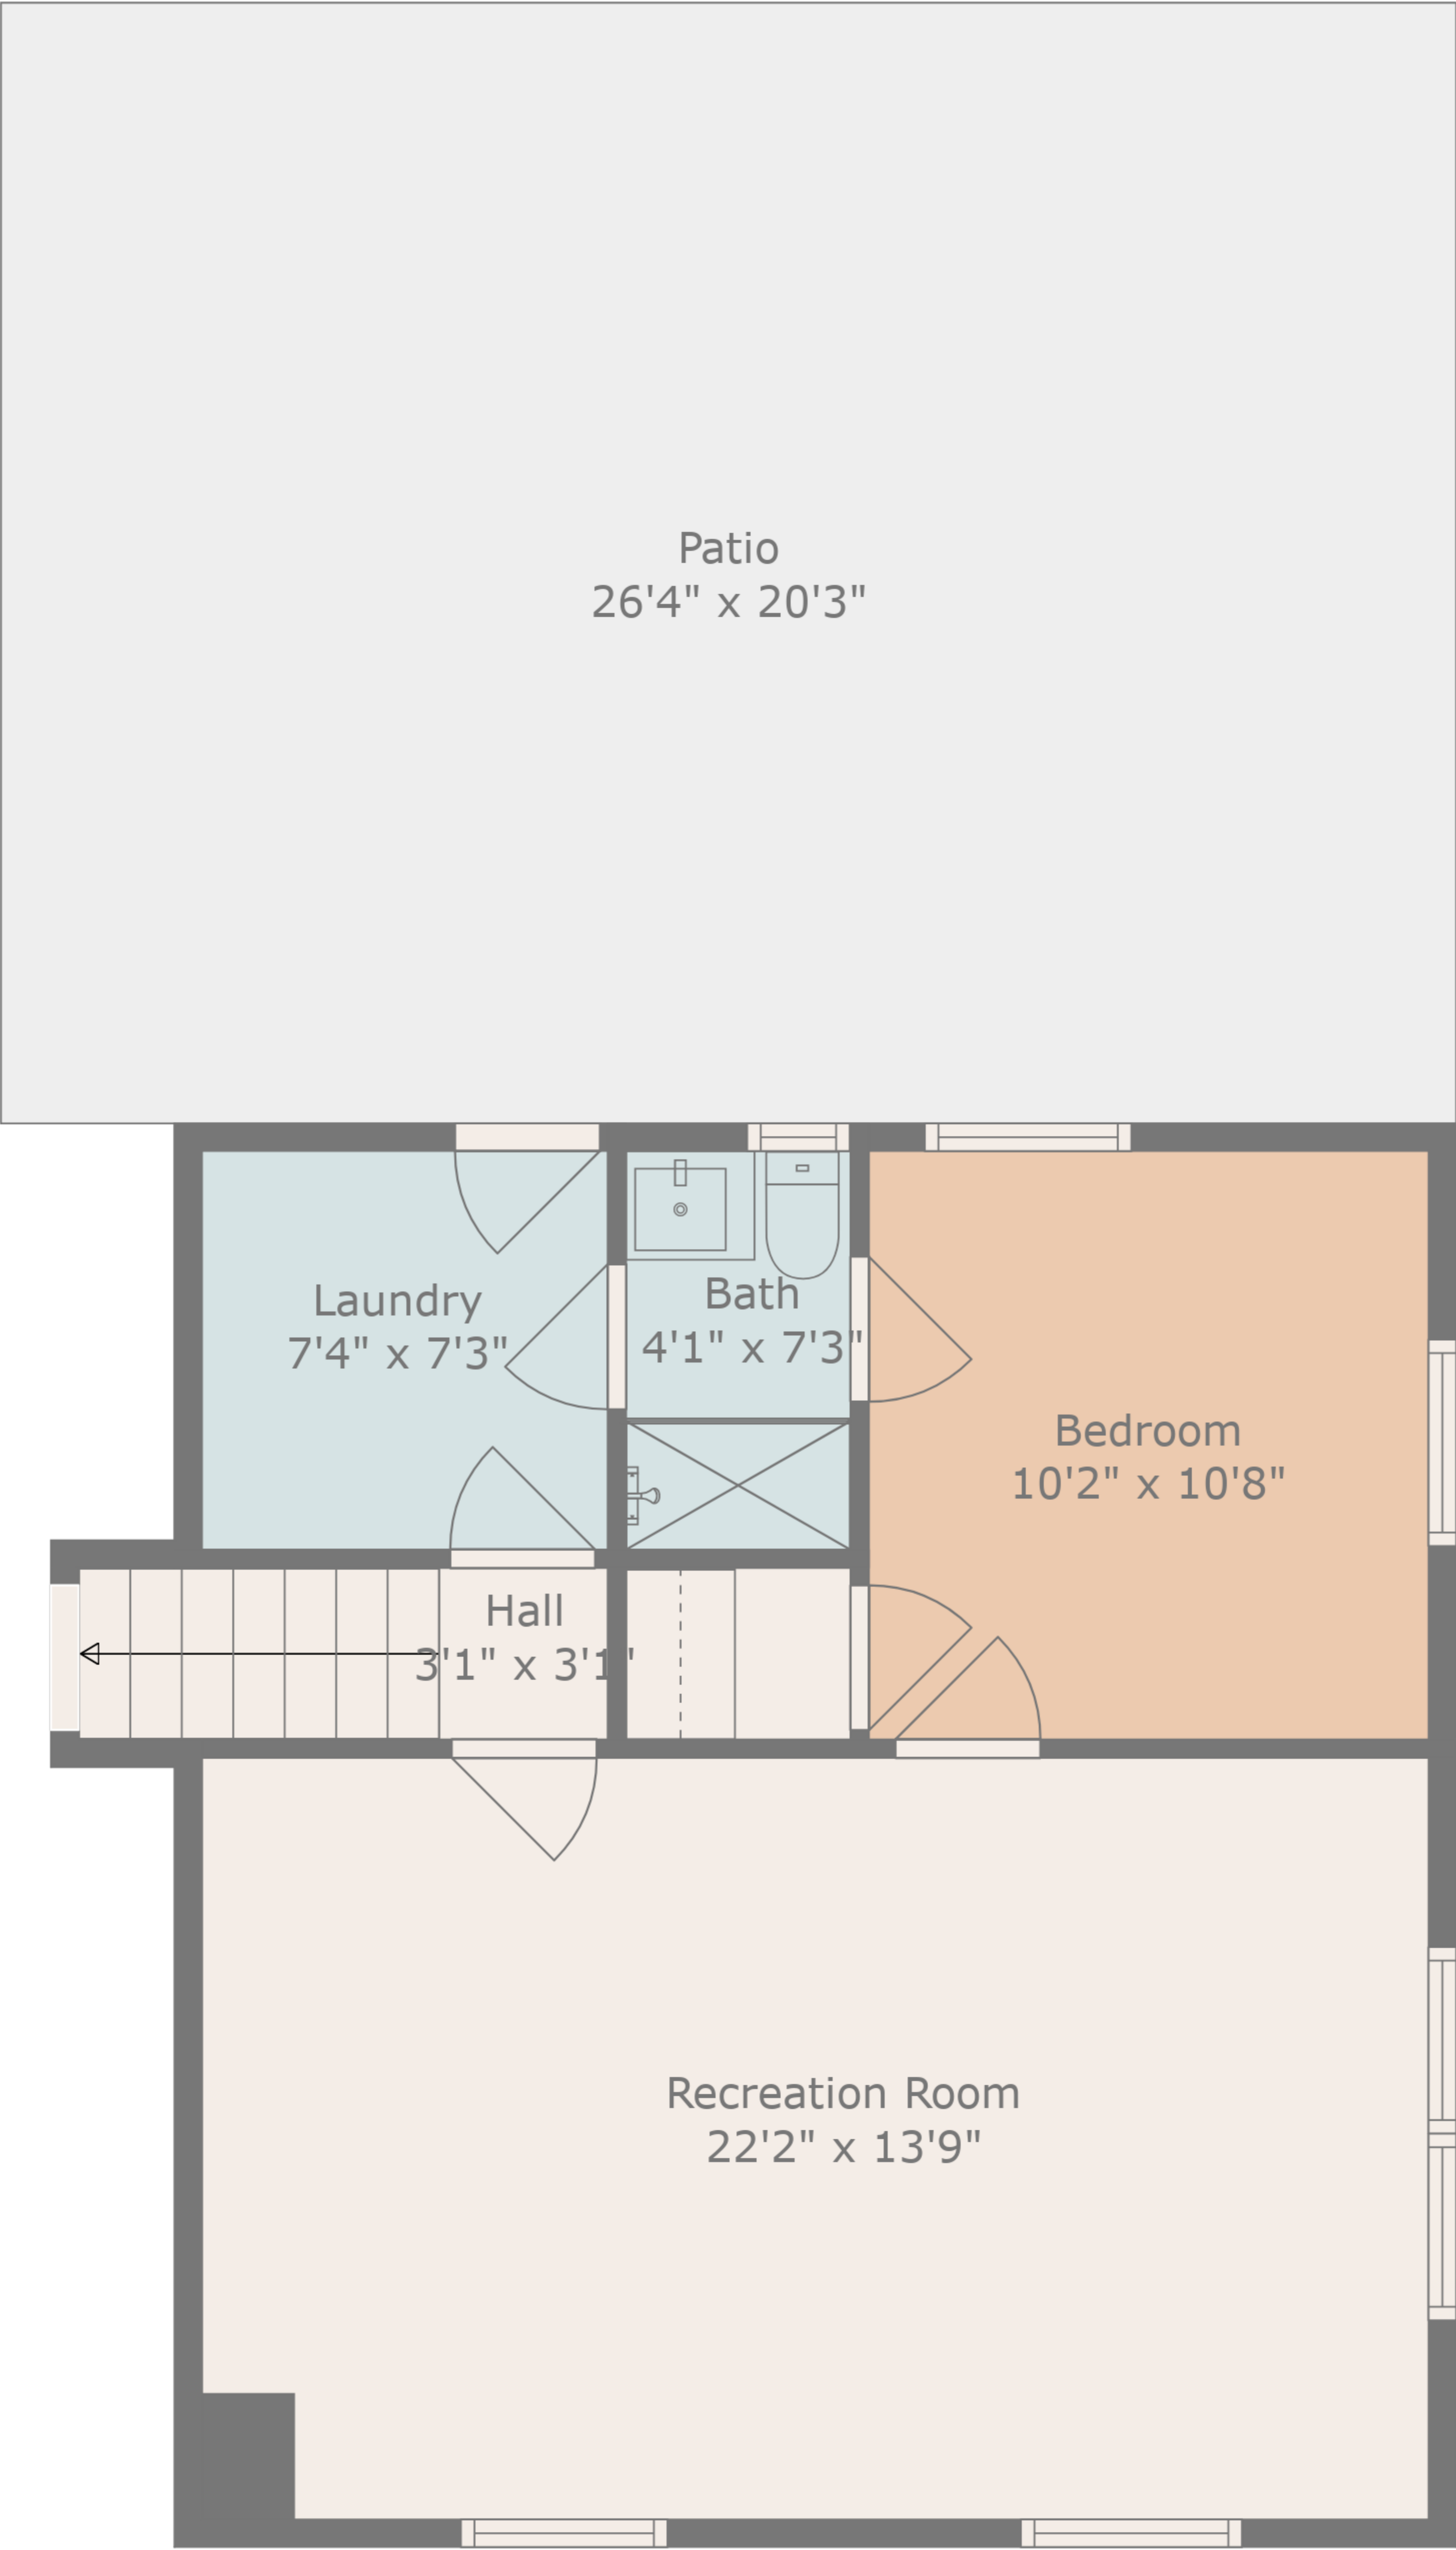 Patio
26'4" x 20'3"
Laundry
7'4" x 7'3"
Bath
4'1" x 7'3"
Bedroom
10'2" x 10'8"
Hall
3'1" x 3'1"
Recreation Room
22'2" x 13'9"